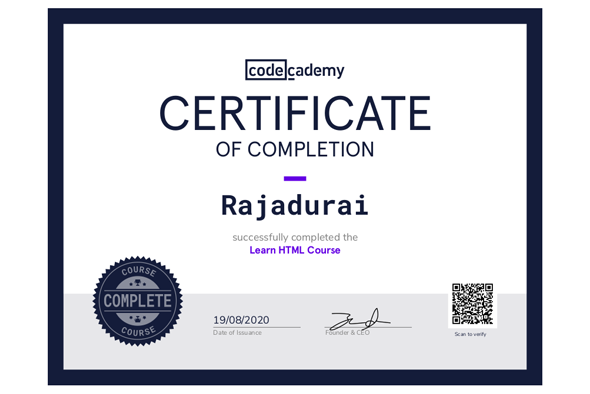 codecademy
CERTIFICATE
OF COMPLETION
Rajadurai
successfully completed the
Learn HTML Course
COURSE
COMPLETE
COURSE
19/08/2020
Date of Issuance
Founder & CEO
Scan to verify